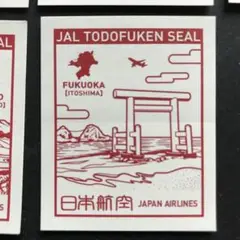 JAL TODOFUKEN SEAL
FUKUOKA
[ITOSHIMA]
日本航空 JAPAN AIRLINES